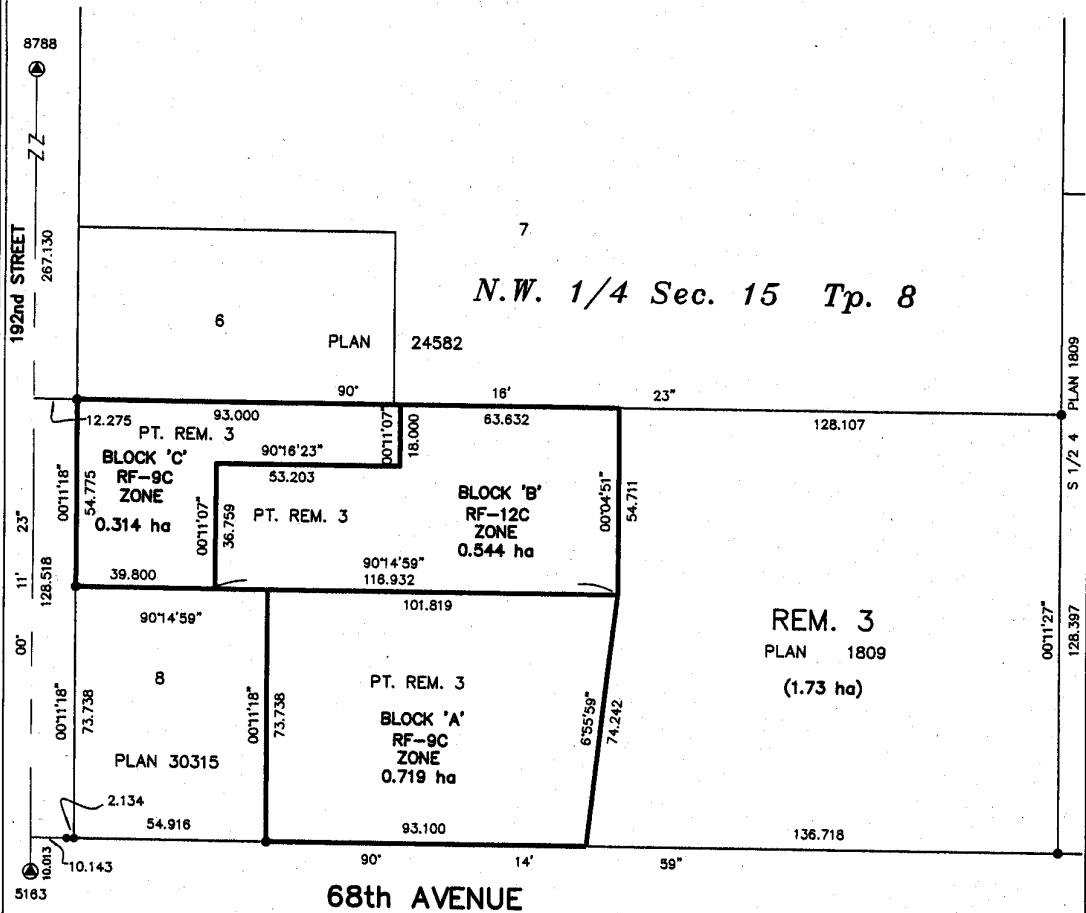 8788
Z Z
192nd STREET
267.130
7
N.W. 1/4 Sec. 15 Tp. 8
6
PLAN 24582
S 1/2 4 PLAN 1809
90° 16' 23"
12.275
93.000
63.632
128.107
PT. REM. 3
00°11'07"
18.000
BLOCK 'C'
RF-9C
ZONE
0.314 ha
90°16'23"
53.203
00°11'18"
54.775
00°11'07"
36.759
PT. REM. 3
BLOCK 'B'
RF-12C
ZONE
0.544 ha
00°04'51"
54.711
00° 11' 23"
128.518
39.800
90°14'59"
116.932
101.819
90°14'59"
8
00°11'18"
73.738
00°11'18"
73.738
PLAN 30315
PT. REM. 3
BLOCK 'A'
RF-9C
ZONE
0.719 ha
6°55'59"
74.242
REM. 3
PLAN 1809
(1.73 ha)
00°11'27"
128.397
2.134
54.916
93.100
136.718
10.013
10.143
90° 14' 59"
5163
68th AVENUE